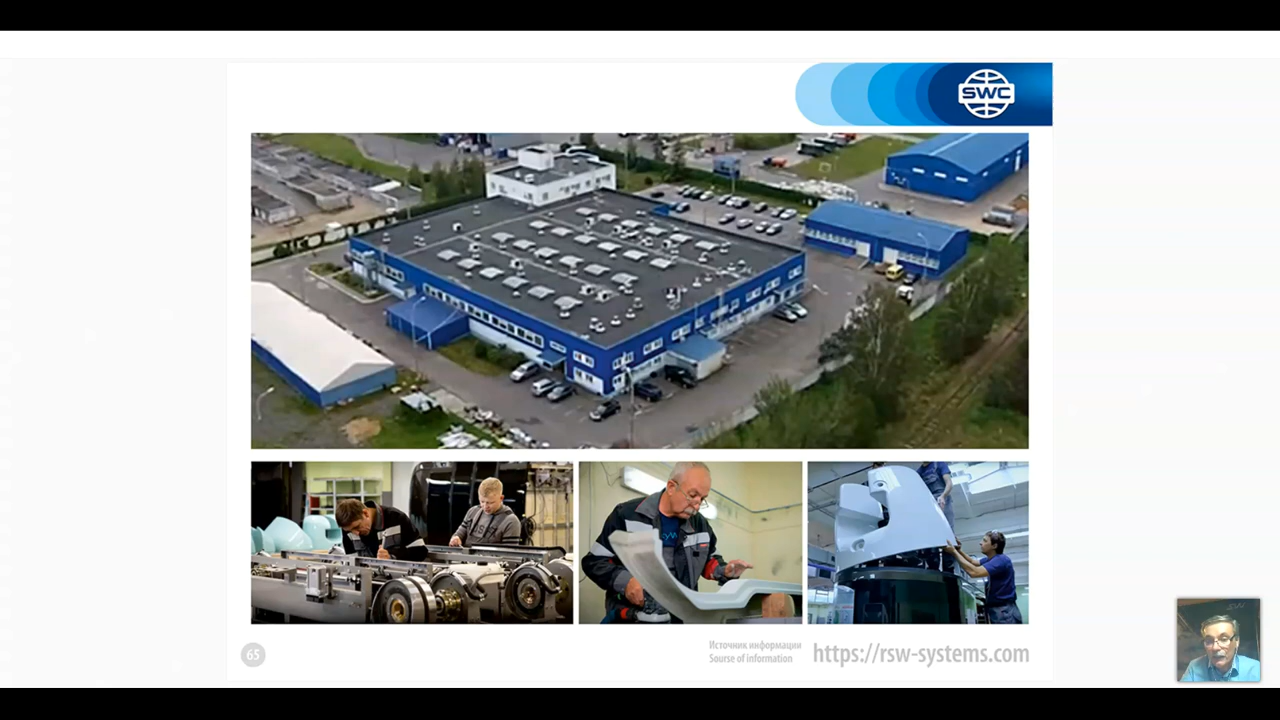 SWC
65
Источник информации
Sourse of information
https://rsw-systems.com